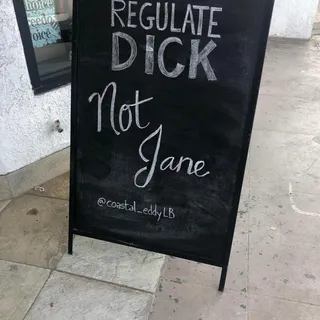 REGULATE
DICK
Not
Jane
@coastal_eddyLB